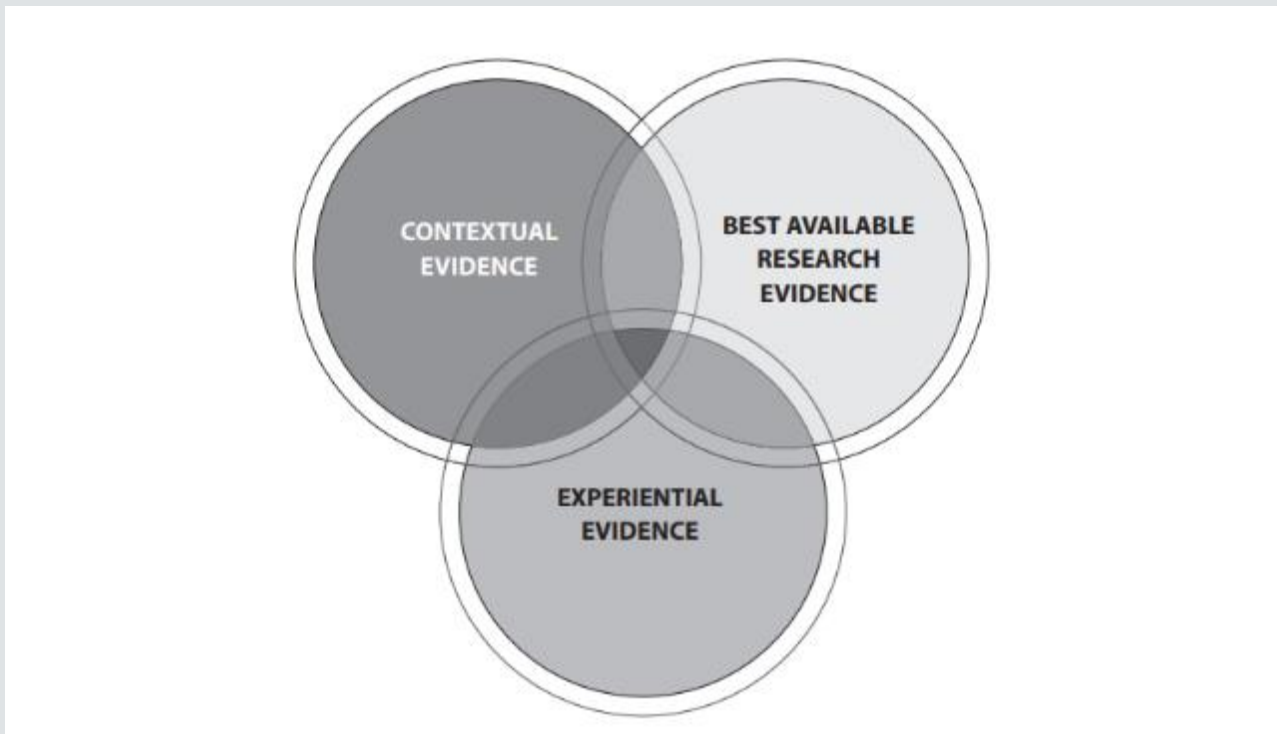 CONTEXTUAL
EVIDENCE
BEST AVAILABLE
RESEARCH
EVIDENCE
EXPERIENTIAL
EVIDENCE